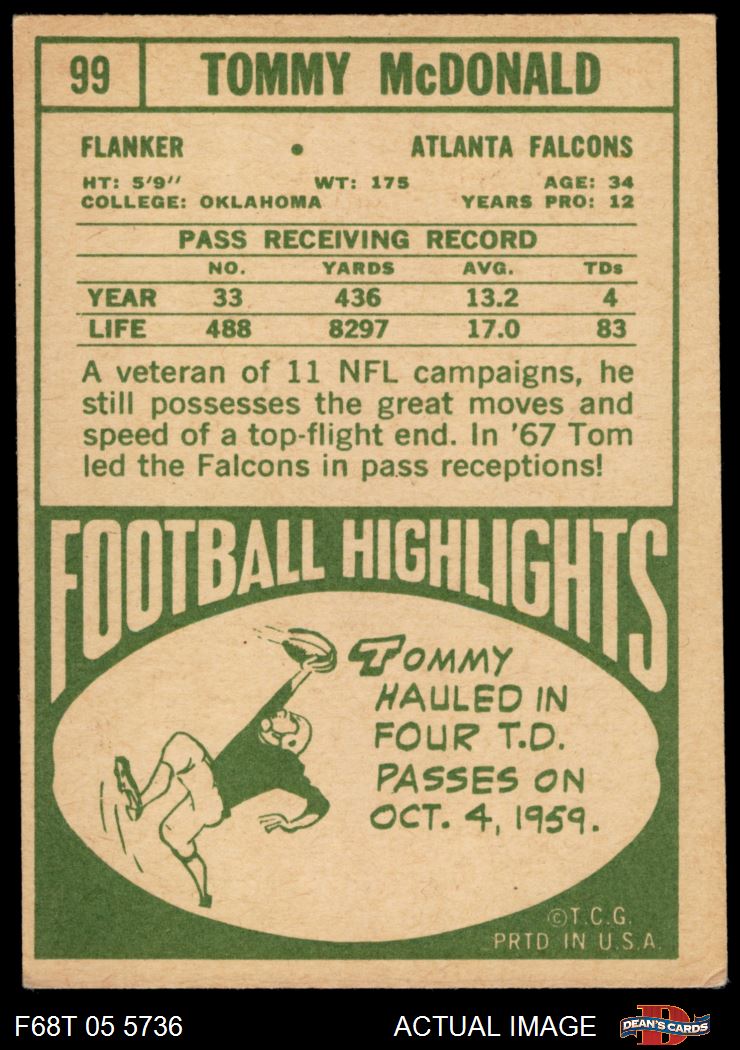 99 TOMMY McDONALD
FLANKER • ATLANTA FALCONS
HT: 5'9" WT: 175 AGE: 34
COLLEGE: OKLAHOMA YEARS PRO: 12
PASS RECEIVING RECORD
NO. YARDS AVG. TDs
YEAR 33 436 13.2 4
LIFE 488 8297 17.0 83
A veteran of 11 NFL campaigns, he
still possesses the great moves and
speed of a top-flight end. In '67 Tom
led the Falcons in pass receptions!
FOOTBALL HIGHLIGHTS
TOMMY
HAULED IN
FOUR T.D.
PASSES ON
OCT. 4, 1959.
©T.C.G.
PRTD IN U.S.A.
F68T 05 5736 ACTUAL IMAGE D DEAN'S CARDS